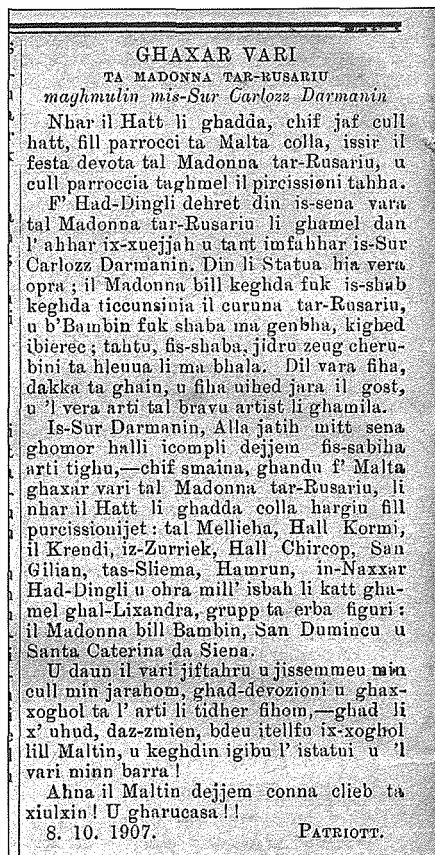 GHAXAR VARI
TA MADONNA TAR-RUSARIU
maghmulin mis-Sur Carlozz Darmanin
Nhar il Hatt li ghadda, chif jaf cull
hatt, fill parrocci ta Malta colla, issir il
festa devota tal Madonna tar-Rusariu, u
cull parroccia taghmel il pircissioni tahha.
F' Had-Dingli dehret din is-sena vara
tal Madonna tar-Rusariu li ghamel dan
l' ahhar ix-xuejjah u tant imfahhar is-Sur
Carlozz Darmanin. Din li Statua hia vera
opra ; il Madonna bill keghda fuk is-shab
keghda ticcunsinia il curuna tar-Rusariu,
u b'Bambin fuk shaba ma genbha, kighed
ibierec ; tahtu, fis-shaba, jidru zeug cheru-
bini ta hleuua li ma bhala. Dil vara fiha,
dakka ta ghain, u fiha uihed jara il gost,
u 'l vera arti tal bravu artist li ghamila.
Is-Sur Darmanin, Alla jatih mitt sena
ghomor halli icompli dejjem fis-sabiha
arti tighu,—chif smaina, ghandu f' Malta
ghaxar vari tal Madonna tar-Rusariu, li
nhar il Hatt li ghadda colla hargiu fill
purcissionijet : tal Mellieha, Hall Kormi,
il Krendi, iz-Zurriek, Hall Chircop, San
Gilian, tas-Sliema, Hamrun, in-Naxxar
Had-Dingli u ohra mill' isbah li katt gha-
mel ghal-Lixandra, grupp ta erba figuri :
il Madonna bill Bambin, San Dumincu u
Santa Caterina da Siena.
U daun il vari jiftahru u jissemmeu min
cull min jarahom, ghad-devozioni u ghax-
xoghol ta l' arti li tidher fihom,—ghad li
x' uhud, daz-zmien, bdeu itellfu ix-xoghol
lill Maltin, u keghdin igibu l' istatui u 'l
vari minn barra !
Ahna il Maltin dejjem conna clieb ta
xiulxin ! U gharucasa ! !
8. 10. 1907. PATRIOTT.